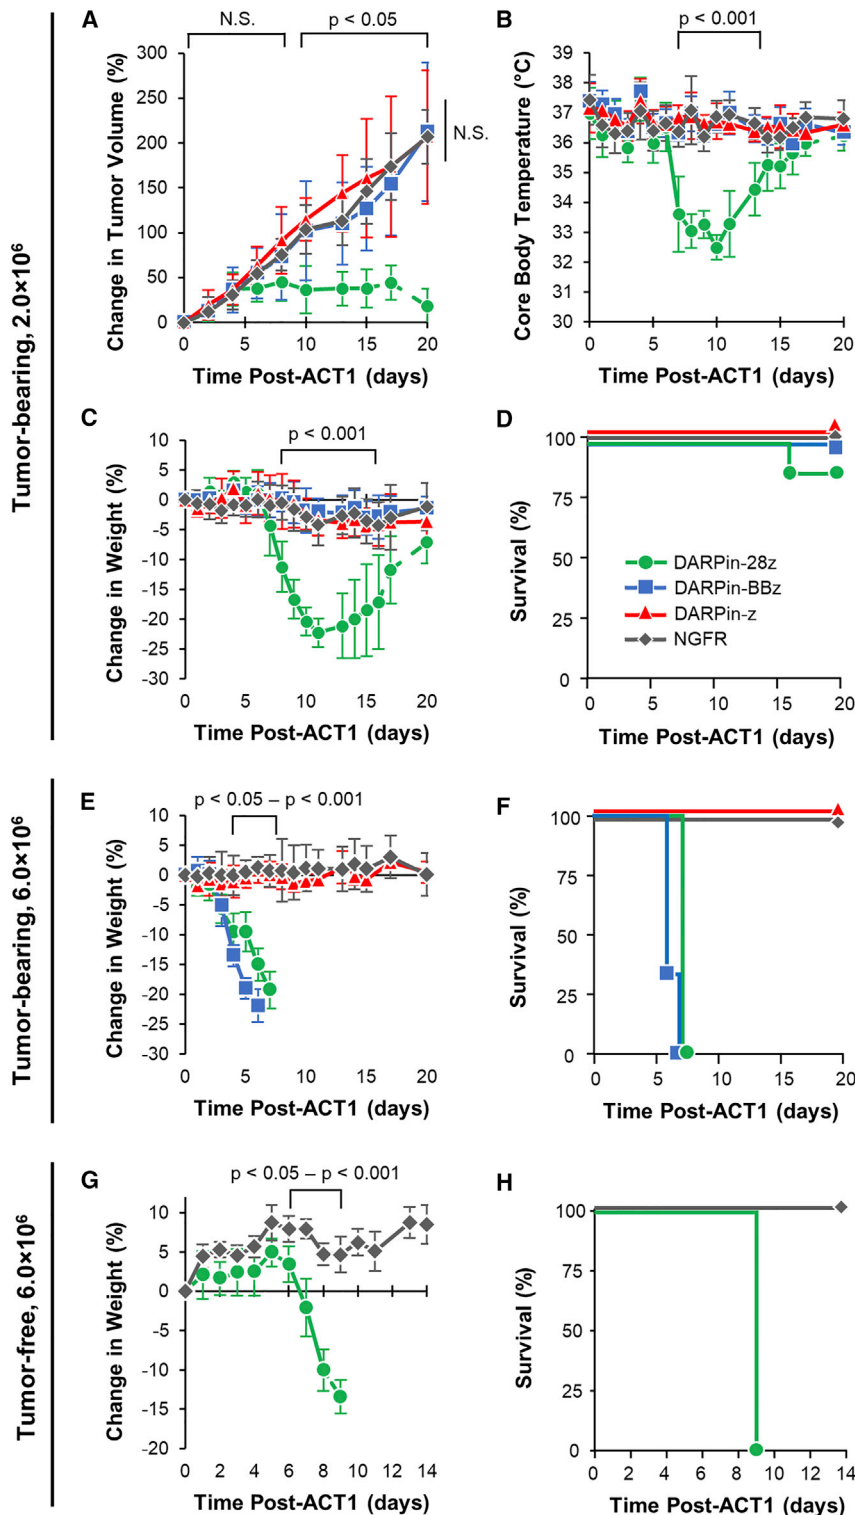 Tumor-bearing, 2.0×10⁶
A
N.S.
p < 0.05
N.S.
Change in Tumor Volume (%)
300
250
200
150
100
50
0
0 5 10 15 20
Time Post-ACT1 (days)
B
p < 0.001
Core Body Temperature (°C)
39
38
37
36
35
34
33
32
31
30
0 5 10 15 20
Time Post-ACT1 (days)
C
p < 0.001
Change in Weight (%)
10
5
0
-5
-10
-15
-20
-25
-30
0 5 10 15 20
Time Post-ACT1 (days)
D
Survival (%)
100
75
50
25
0
DARPin-28z
DARPin-BBz
DARPin-z
NGFR
0 5 10 15 20
Time Post-ACT1 (days)
Tumor-bearing, 6.0×10⁶
E
p < 0.05 – p < 0.001
Change in Weight (%)
10
5
0
-5
-10
-15
-20
-25
-30
0 5 10 15 20
Time Post-ACT1 (days)
F
Survival (%)
100
75
50
25
0
0 5 10 15 20
Time Post-ACT1 (days)
Tumor-free, 6.0×10⁶
G
p < 0.05 – p < 0.001
Change in Weight (%)
10
5
0
-5
-10
-15
-20
0 2 4 6 8 10 12 14
Time Post-ACT1 (days)
H
Survival (%)
100
75
50
25
0
0 2 4 6 8 10 12 14
Time Post-ACT1 (days)